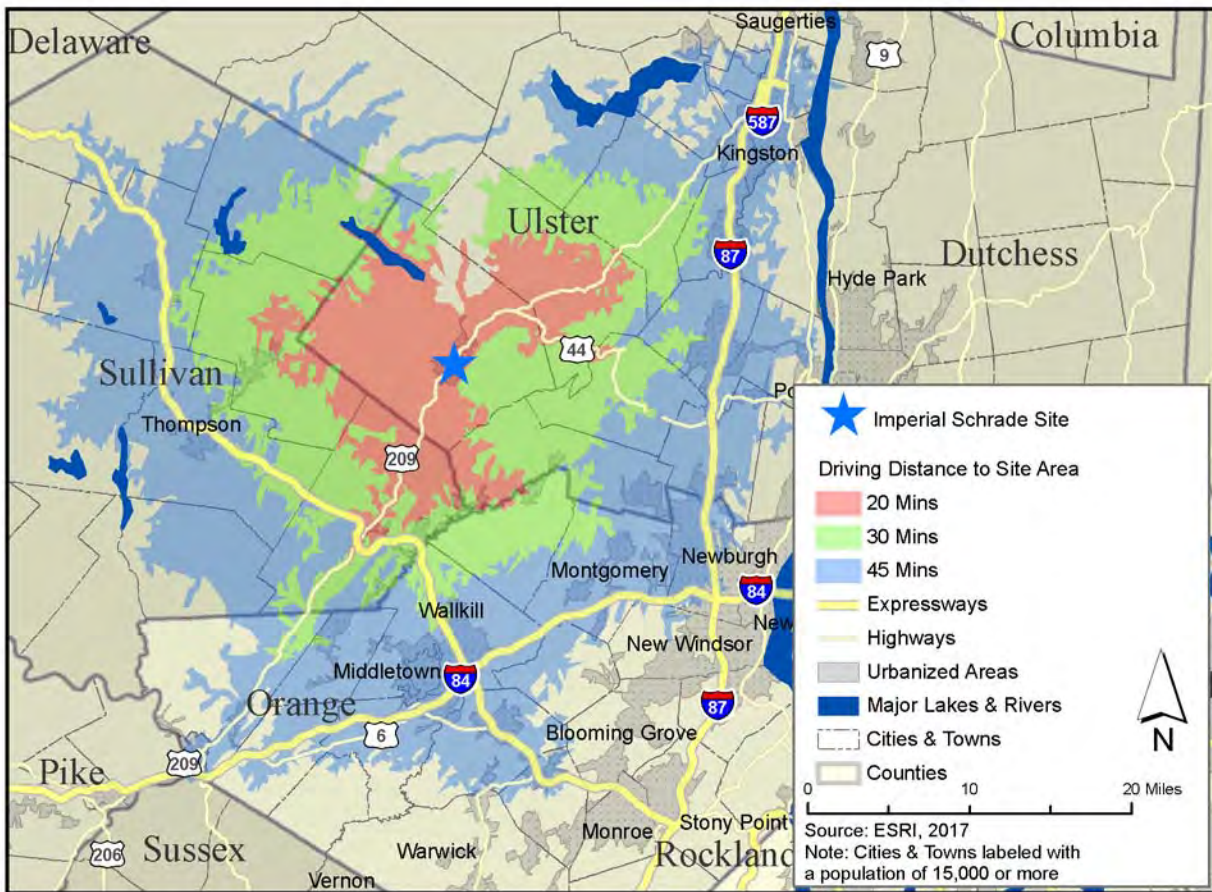 Saugerties
Delaware
Columbia
9
587
Kingston
Ulster
87
Dutchess
Hyde Park
44
Sullivan
Thompson
209
Po
Imperial Schrade Site
Driving Distance to Site Area
20 Mins
30 Mins
45 Mins
Expressways
Highways
Urbanized Areas
Major Lakes & Rivers
Cities & Towns
Counties
N
0 10 20 Miles
Source: ESRI, 2017
Note: Cities & Towns labeled with
a population of 15,000 or more
Newburgh
Montgomery
84
Wallkill
New
New Windsor
Middletown
84
Orange
87
6
Blooming Grove
209
Pike
Monroe
Stony Point
206
Sussex
Warwick
Rockland
Vernon